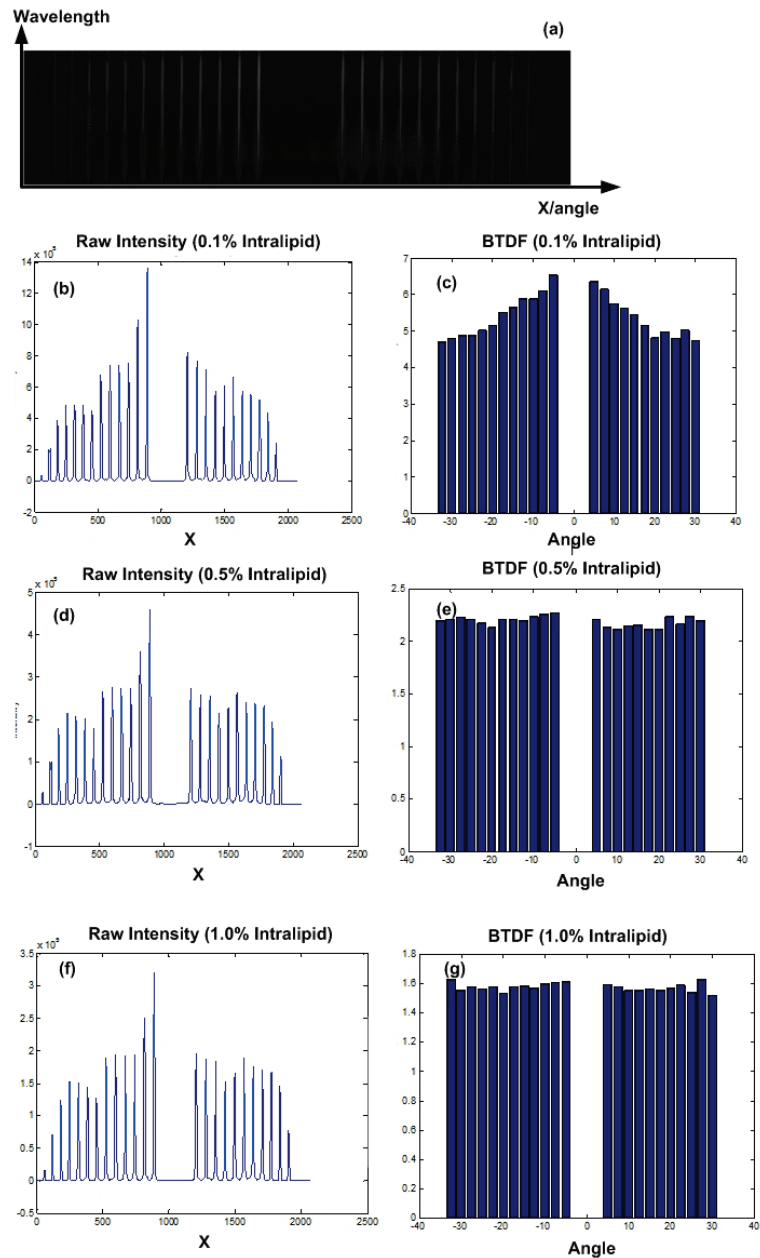 Wavelength
(a)
X/angle
Raw Intensity (0.1% Intralipid)
x 10⁵
14
12
10
8
6
4
2
0
-2
(b)
0 500 1000 1500 2000 2500
X
BTDF (0.1% Intralipid)
7
6
5
4
3
2
1
0
(c)
-40 -30 -20 -10 0 10 20 30 40
Angle
Raw Intensity (0.5% Intralipid)
x 10⁵
5
4
3
2
1
0
-1
(d)
0 500 1000 1500 2000 2500
X
BTDF (0.5% Intralipid)
2.5
2
1.5
1
0.5
0
(e)
-40 -30 -20 -10 0 10 20 30 40
Angle
Raw Intensity (1.0% Intralipid)
x 10⁵
3.5
3
2.5
2
1.5
1
0.5
0
-0.5
(f)
0 500 1000 1500 2000 2500
X
BTDF (1.0% Intralipid)
1.8
1.6
1.4
1.2
1
0.8
0.6
0.4
0.2
0
(g)
-40 -30 -20 -10 0 10 20 30 40
Angle